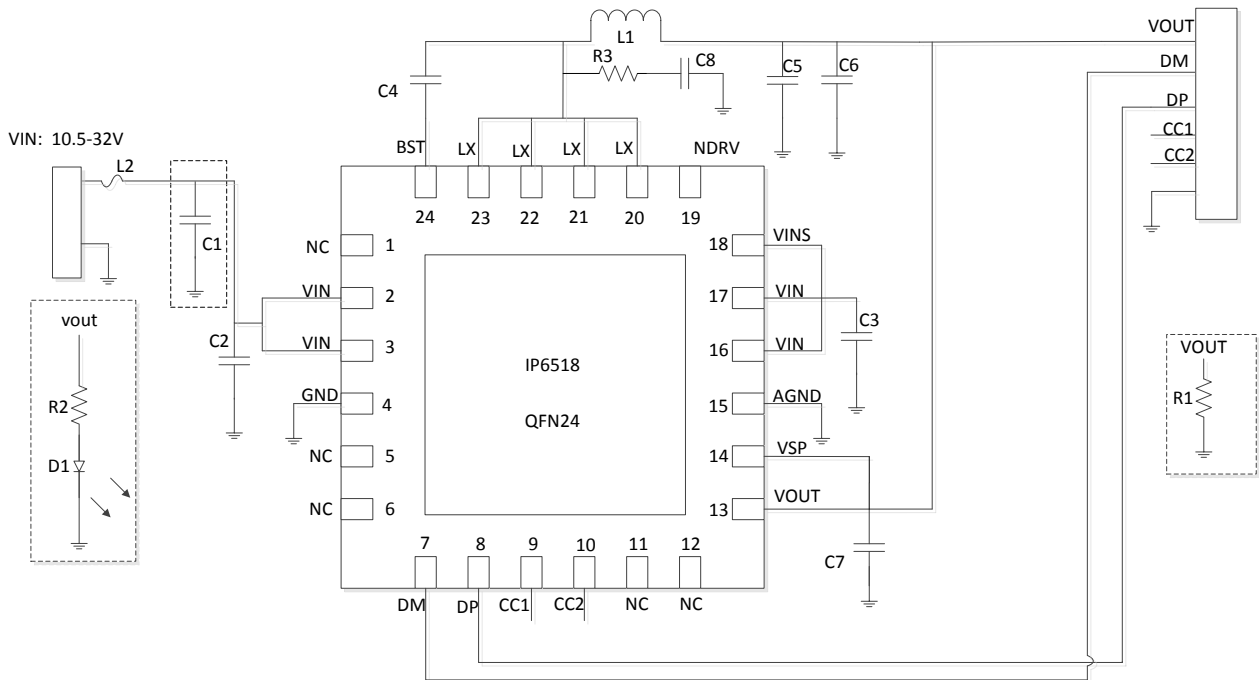 L1
VOUT
R3
C8
C5
C6
DM
C4
DP
VIN: 10.5-32V
CC1
CC2
L2
BST
LX
LX
LX
LX
NDRV
24
23
22
21
20
19
C1
NC
1
18
VINS
VIN
2
17
VIN
vout
C2
C3
VIN
3
16
VIN
IP6518
VOUT
R2
GND
4
15
AGND
R1
QFN24
D1
NC
5
14
VSP
NC
6
13
VOUT
7
8
9
10
11
12
C7
DM
DP
CC1
CC2
NC
NC